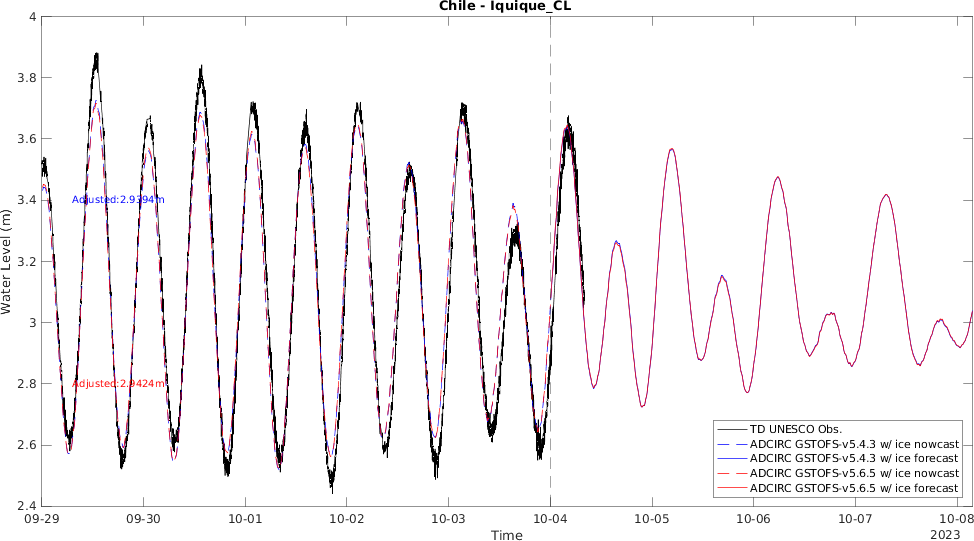 Chile - Iquique_CL
4
3.8
3.6
3.4
3.2
3
2.8
2.6
2.4
Water Level (m)
Adjusted:2.9394m
Adjusted:2.9424m
TD UNESCO Obs.
ADCIRC GSTOFS-v5.4.3 w/ ice nowcast
ADCIRC GSTOFS-v5.4.3 w/ ice forecast
ADCIRC GSTOFS-v5.6.5 w/ ice nowcast
ADCIRC GSTOFS-v5.6.5 w/ ice forecast
09-29 09-30 10-01 10-02 10-03 10-04 10-05 10-06 10-07 10-08
Time
2023